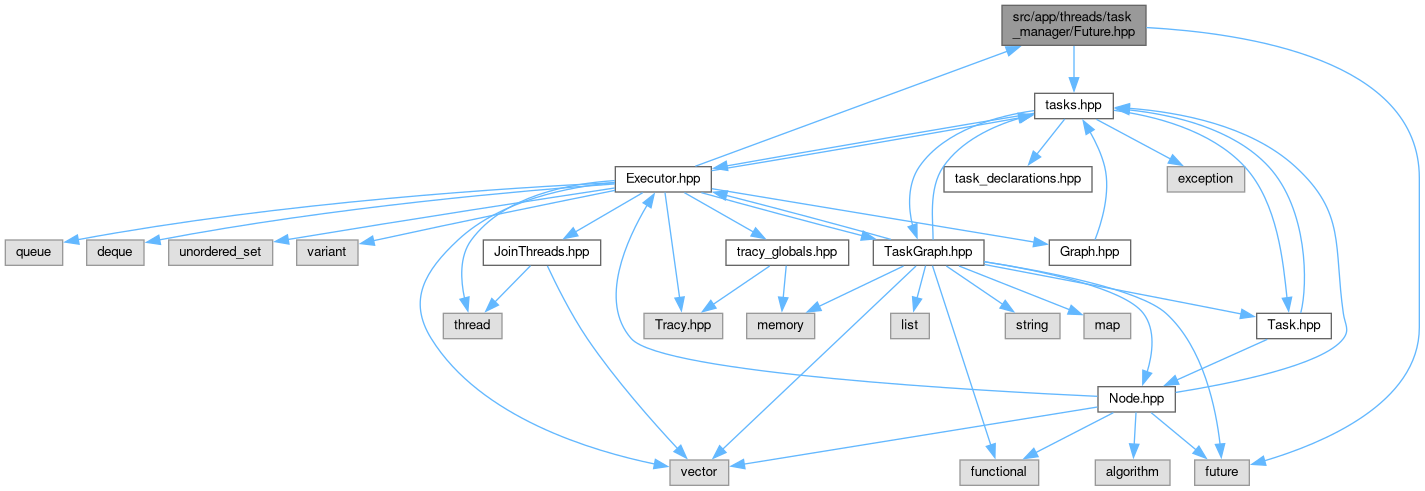 src/app/threads/task
_manager/Future.hpp
tasks.hpp
Executor.hpp
task_declarations.hpp
exception
queue
deque
unordered_set
variant
JoinThreads.hpp
tracy_globals.hpp
TaskGraph.hpp
Graph.hpp
thread
Tracy.hpp
memory
list
string
map
Task.hpp
Node.hpp
vector
functional
algorithm
future